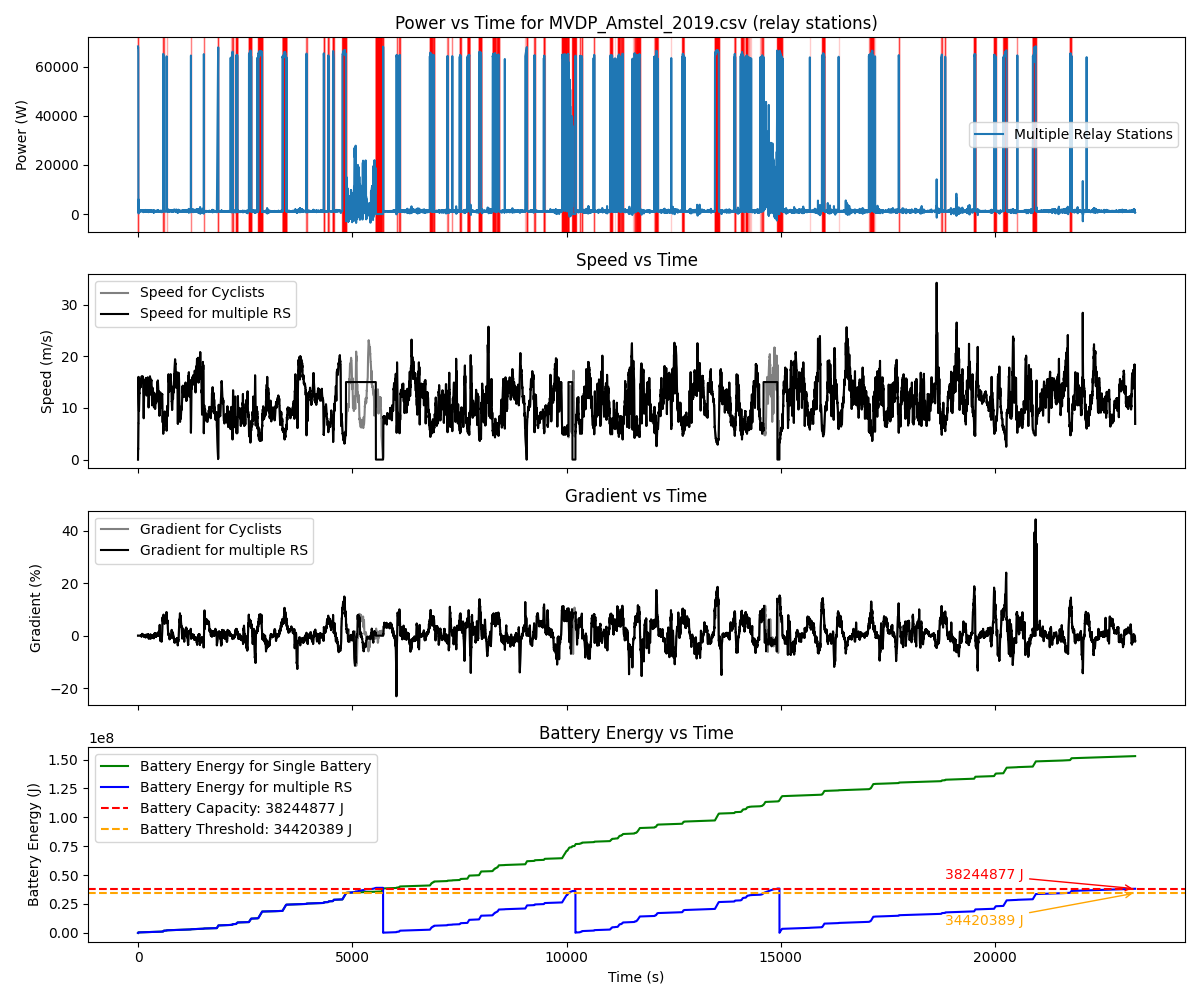 Power vs Time for MVDP_Amstel_2019.csv (relay stations)
60000
40000
20000
0
Power (W)
Multiple Relay Stations
Speed vs Time
30
20
10
0
Speed (m/s)
Speed for Cyclists
Speed for multiple RS
Gradient vs Time
40
20
0
−20
Gradient (%)
Gradient for Cyclists
Gradient for multiple RS
Battery Energy vs Time
1e8
1.50
1.25
1.00
0.75
0.50
0.25
0.00
Battery Energy (J)
Battery Energy for Single Battery
Battery Energy for multiple RS
Battery Capacity: 38244877 J
Battery Threshold: 34420389 J
38244877 J
34420389 J
0
5000
10000
15000
20000
Time (s)